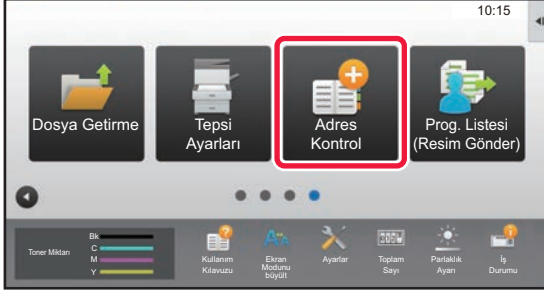 10:15
Dosya Getirme
Tepsi
Ayarları
Adres
Kontrol
Prog. Listesi
(Resim Gönder)
Toner Miktarı
Bk
C
M
Y
Kullanım
Kılavuzu
Ekran
Modunu
büyült
Ayarlar
Toplam
Sayı
Parlaklık
Ayarı
İş
Durumu